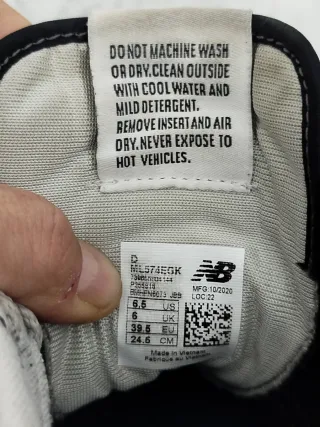 DO NOT MACHINE WASH
OR DRY. CLEAN OUTSIDE
WITH COOL WATER AND
MILD DETERGENT.
REMOVE INSERT AND AIR
DRY. NEVER EXPOSE TO
HOT VEHICLES.
D
ML574EGK
NB
MFG:10/2020
LOC:22
6.5 US
6 UK
39.5 EU
24.5 CM
Made in Vietnam